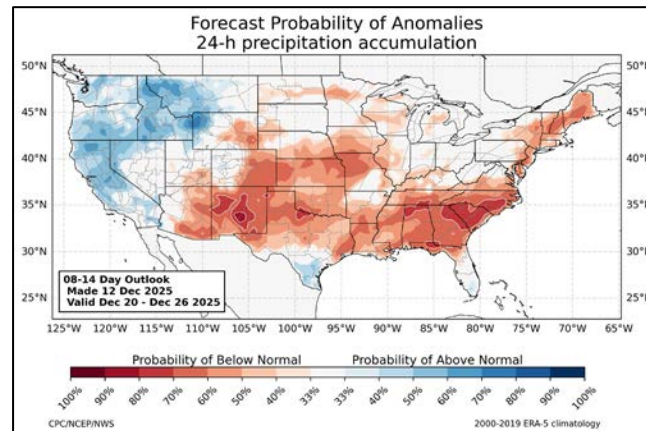 Forecast Probability of Anomalies
24-h precipitation accumulation
50°N
45°N
40°N
35°N
30°N
25°N
50°N
45°N
40°N
35°N
30°N
25°N
08-14 Day Outlook
Made 12 Dec 2025
Valid Dec 20 - Dec 26 2025
125°W 120°W 115°W 110°W 105°W 100°W 95°W 90°W 85°W 80°W 75°W 70°W 65°W
Probability of Below Normal Probability of Above Normal
100% 90% 80% 70% 60% 50% 40% 33% 33% 40% 50% 60% 70% 80% 90% 100%
CPC/NCEP/NWS 2000-2019 ERA-5 climatology